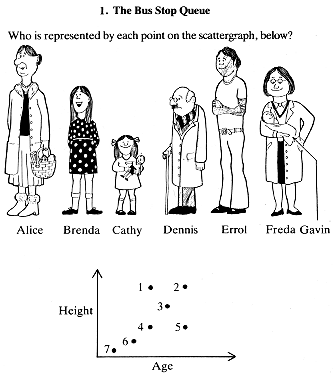 1. The Bus Stop Queue
Who is represented by each point on the scattergraph, below?
Alice Brenda Cathy Dennis Errol Freda Gavin
1 2
Height 3
4 5
6
7
Age